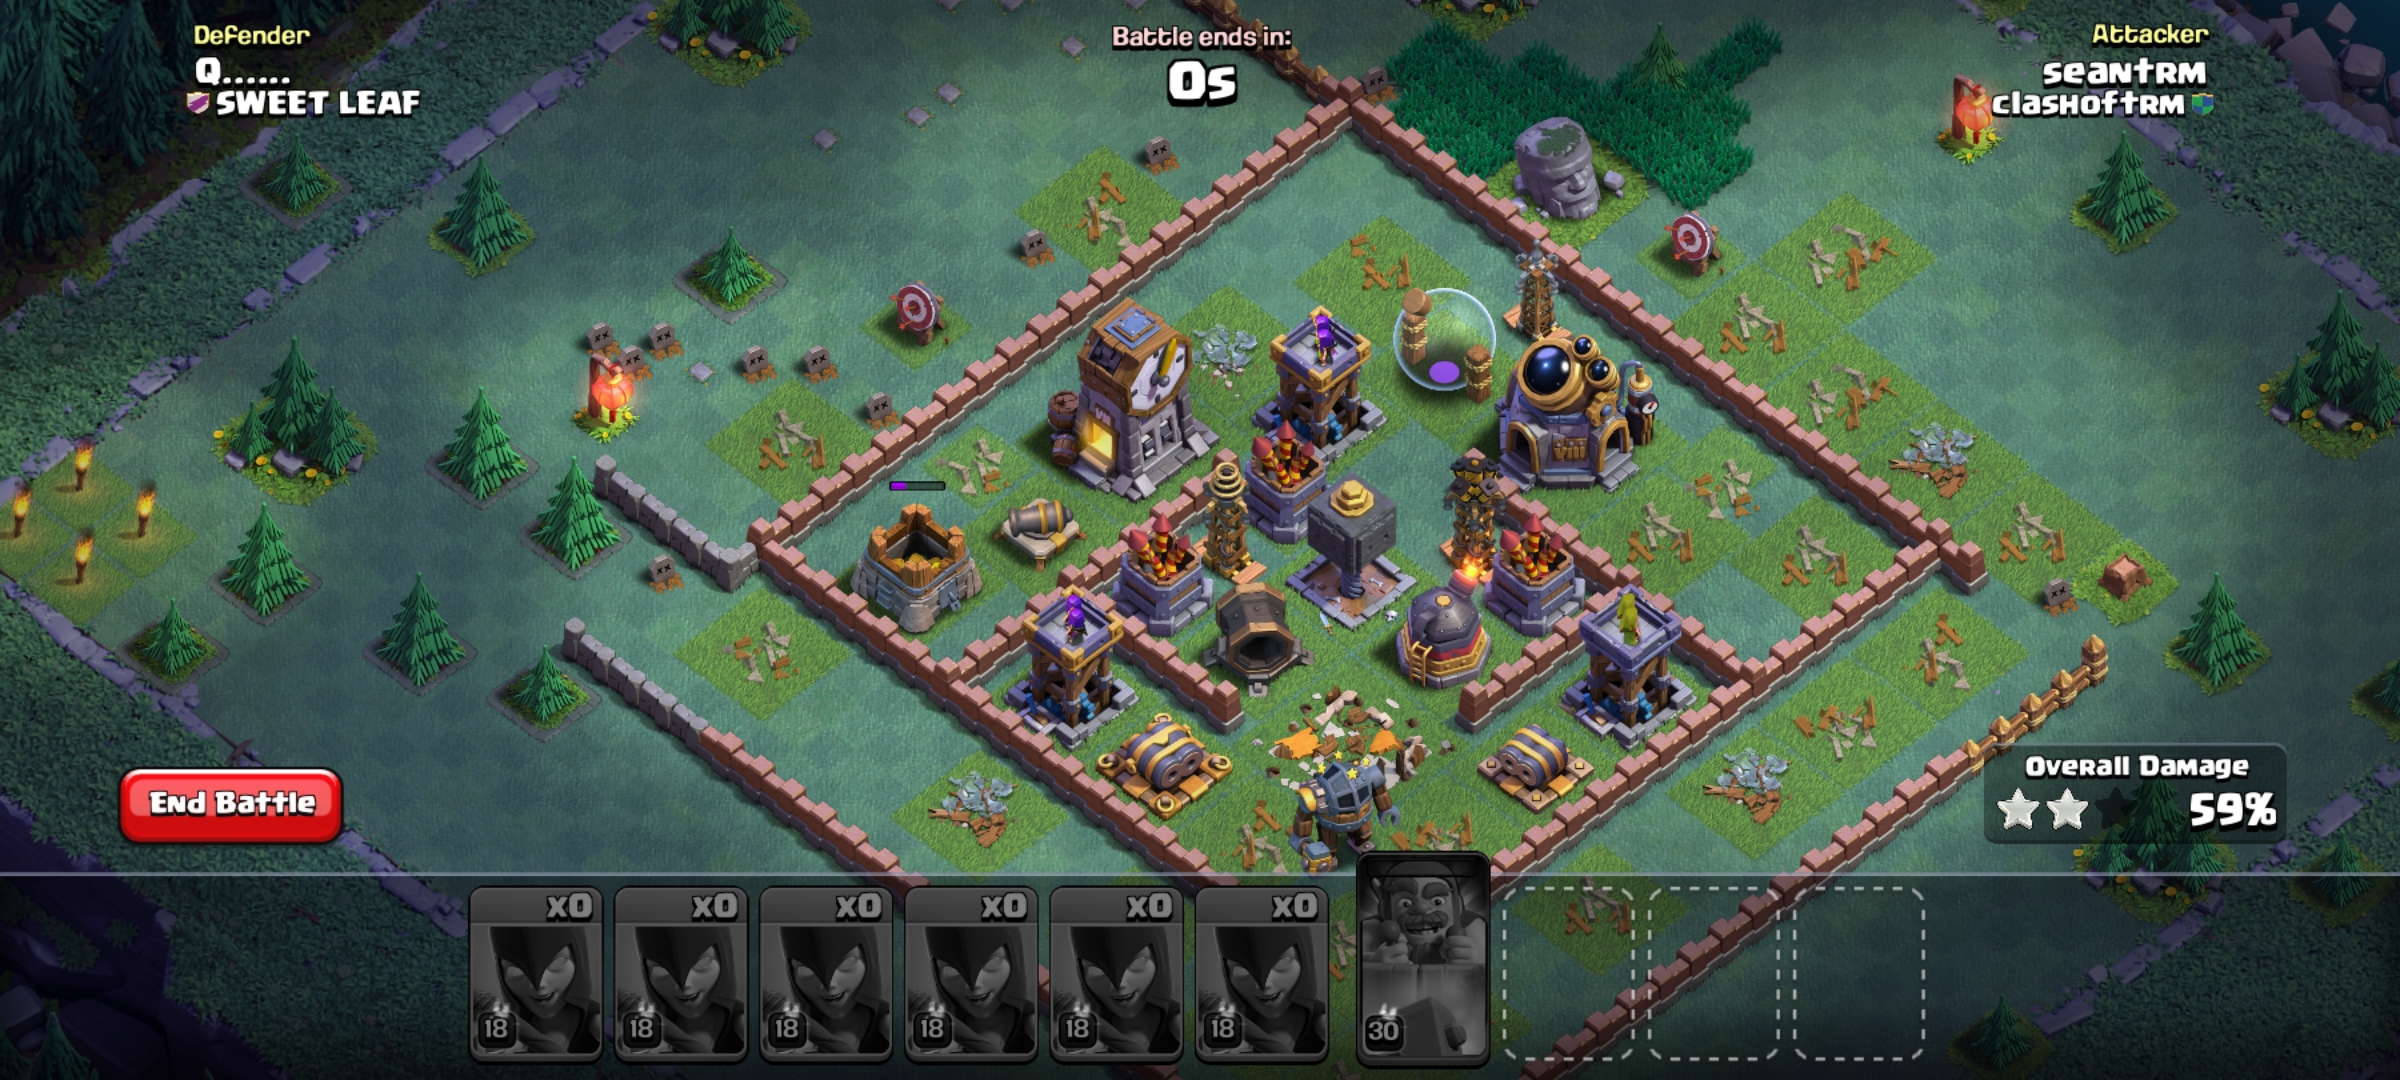 Defender
Q......
SWEET LEAF
Battle ends in:
0s
Attacker
seantRM
clashoftRM
VIII
End Battle
Overall Damage
59%
x0
x0
x0
x0
x0
x0
18
18
18
18
18
18
30